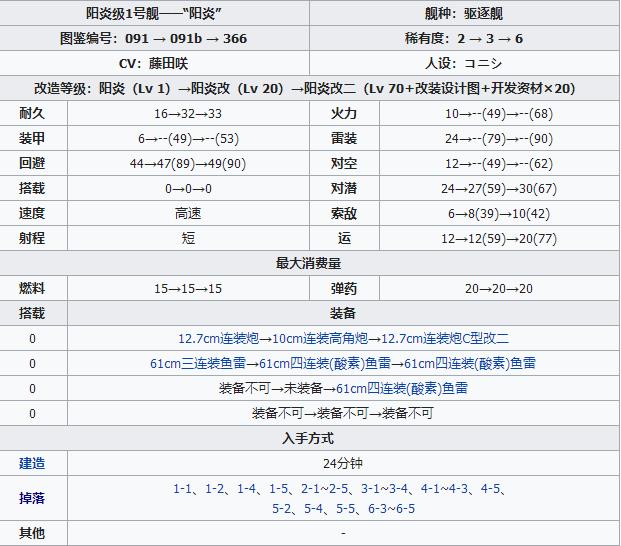 阳炎级1号舰——“阳炎” 舰种：驱逐舰
图鉴编号：091 → 091b → 366 稀有度：2 → 3 → 6
CV：藤田咲 人设：コニシ
改造等级：阳炎（Lv 1）→阳炎改（Lv 20）→阳炎改二（Lv 70+改装设计图+开发资材×20）
耐久 16→32→33 火力 10→--(49)→--(68)
装甲 6→--(49)→--(53) 雷装 24→--(79)→--(90)
回避 44→47(89)→49(90) 对空 12→--(49)→--(62)
搭载 0→0→0 对潜 24→27(59)→30(67)
速度 高速 索敌 6→8(39)→10(42)
射程 短 运 12→12(59)→20(77)
最大消费量
燃料 15→15→15 弹药 20→20→20
搭载 装备
0 12.7cm连装炮→10cm连装高角炮→12.7cm连装炮C型改二
0 61cm三连装鱼雷→61cm四连装(酸素)鱼雷→61cm四连装(酸素)鱼雷
0 装备不可→未装备→61cm四连装(酸素)鱼雷
0 装备不可→装备不可→装备不可
入手方式
建造 24分钟
掉落 1-1、1-2、1-4、1-5、2-1~2-5、3-1~3-4、4-1~4-3、4-5、
5-2、5-4、5-5、6-3~6-5
其他 -